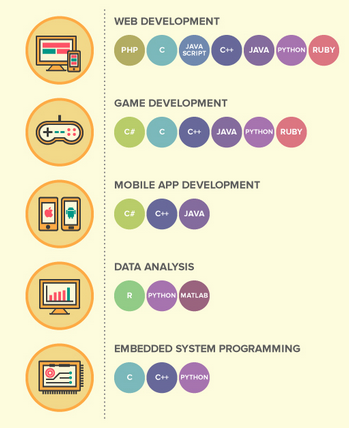 WEB DEVELOPMENT
PHP C JAVA SCRIPT C++ JAVA PYTHON RUBY
GAME DEVELOPMENT
C# C C++ JAVA PYTHON RUBY
MOBILE APP DEVELOPMENT
C# C++ JAVA
DATA ANALYSIS
R PYTHON MATLAB
EMBEDDED SYSTEM PROGRAMMING
C C++ PYTHON